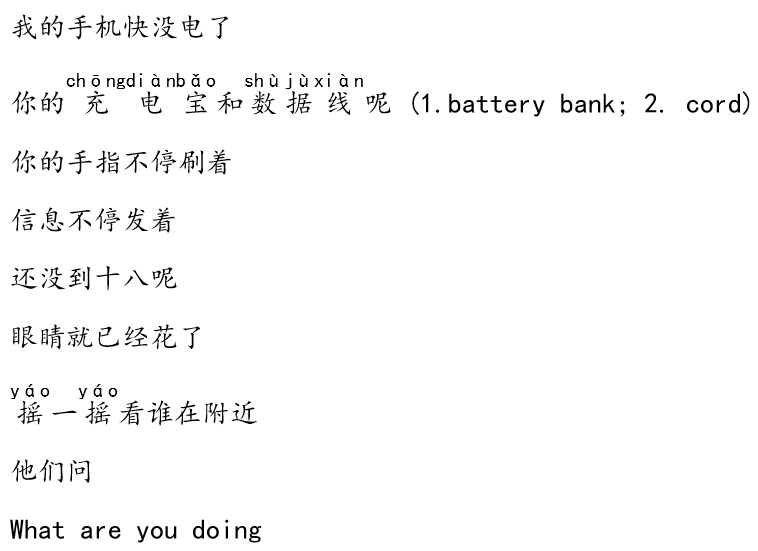 我的手机快没电了
chōngdiànbǎo shùjùxiàn
你的充电宝和数据线呢 (1.battery bank; 2. cord)
你的手指不停刷着
信息不停发着
还没到十八呢
眼睛就已经花了
yáo yáo
摇一摇看谁在附近
他们问
What are you doing